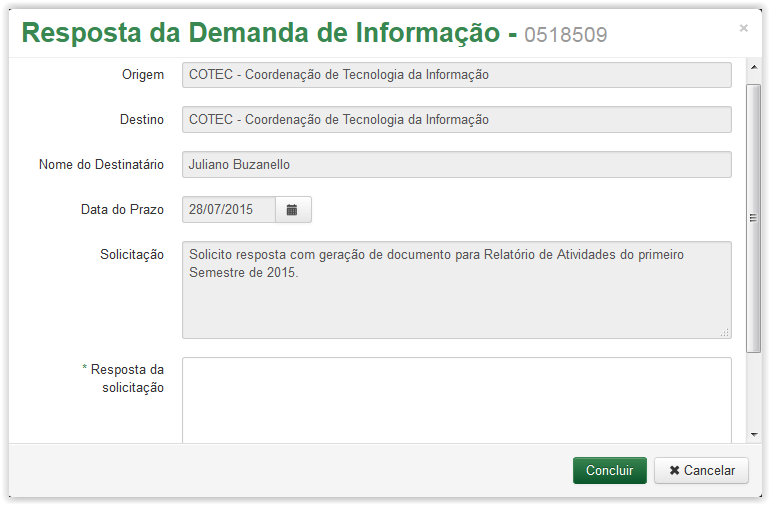 Resposta da Demanda de Informação - 0518509
×
Origem
COTEC - Coordenação de Tecnologia da Informação
Destino
COTEC - Coordenação de Tecnologia da Informação
Nome do Destinatário
Juliano Buzanello
Data do Prazo
28/07/2015
Solicitação
Solicito resposta com geração de documento para Relatório de Atividades do primeiro
Semestre de 2015.
* Resposta da
solicitação
Concluir
✖ Cancelar